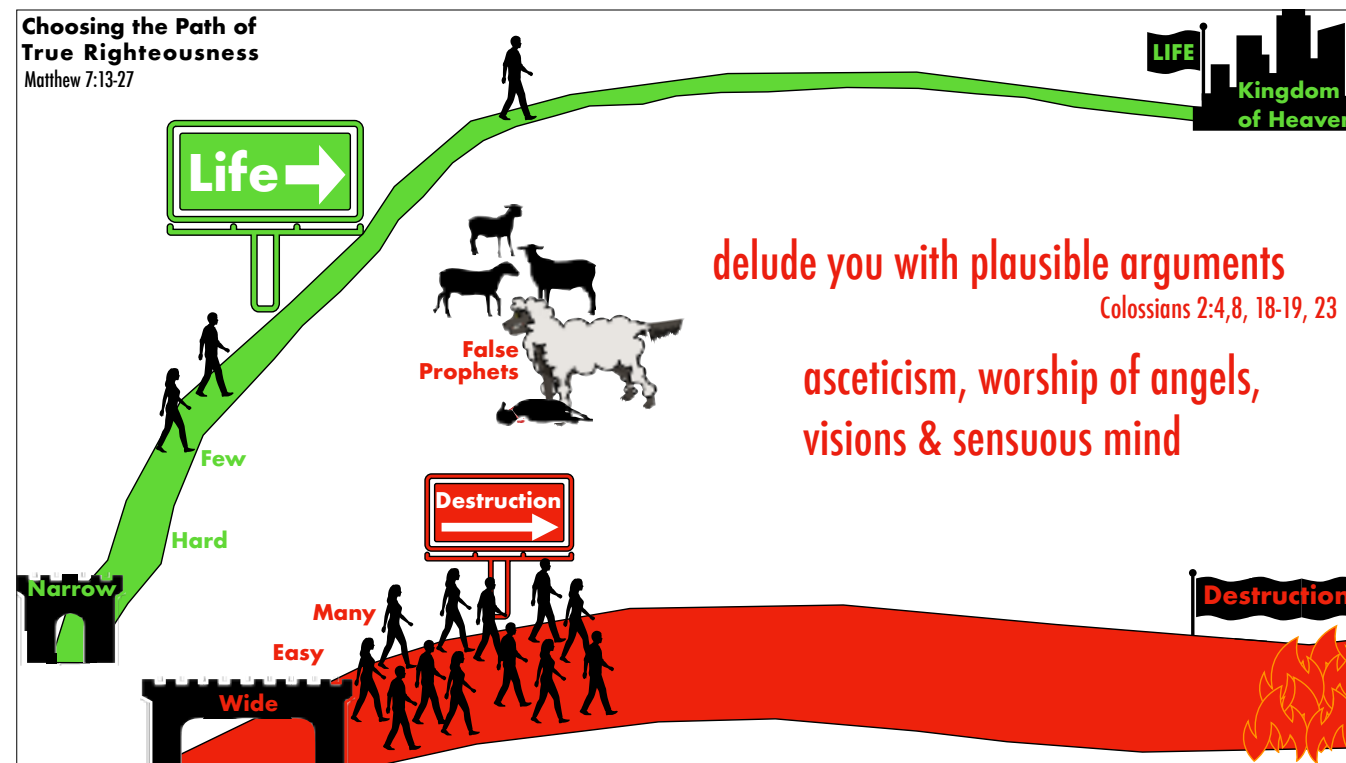 Choosing the Path of
True Righteousness
Matthew 7:13-27
LIFE
Kingdom
of Heaven
Life
delude you with plausible arguments
Colossians 2:4,8, 18-19, 23
False
Prophets
asceticism, worship of angels,
visions & sensuous mind
Few
Destruction
Hard
Narrow
Many
Destruction
Easy
Wide